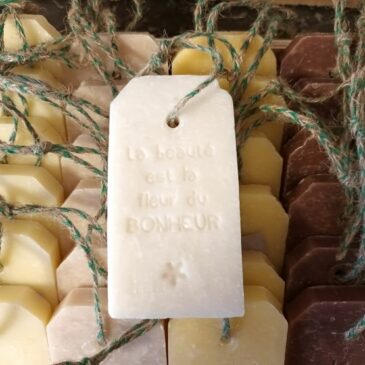 La beauté
est la
fleur du
BONHEUR